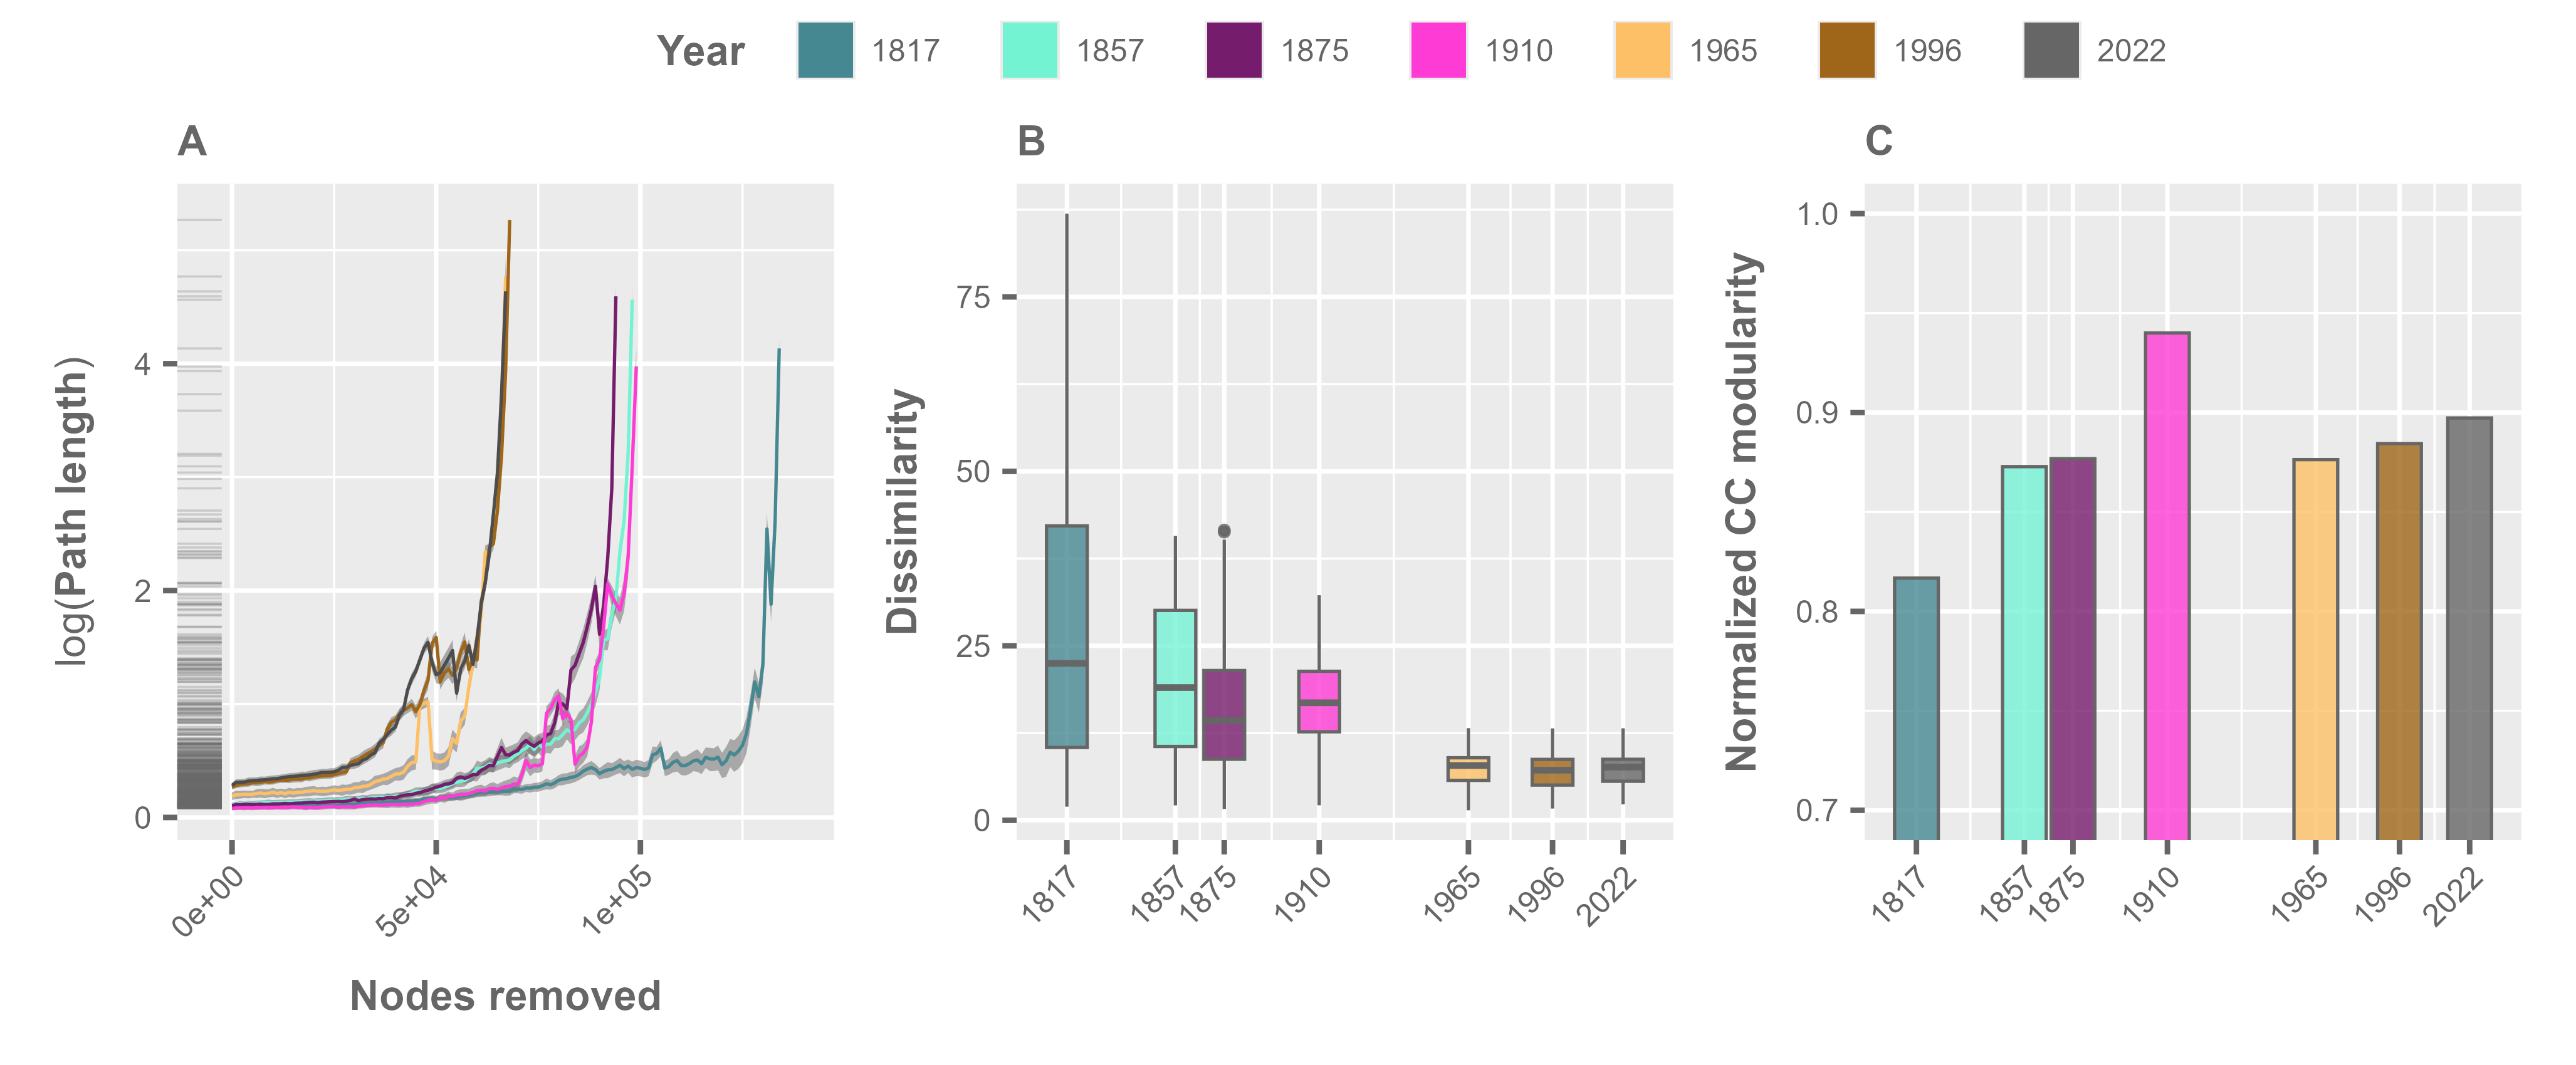 Year 1817 1857 1875 1910 1965 1996 2022
A
log(Path length)
4
2
0
0e+00 5e+04 1e+05
Nodes removed
B
Dissimilarity
75
50
25
0
1817 1857 1875 1910 1965 1996 2022
C
Normalized CC modularity
1.0
0.9
0.8
0.7
1817 1857 1875 1910 1965 1996 2022